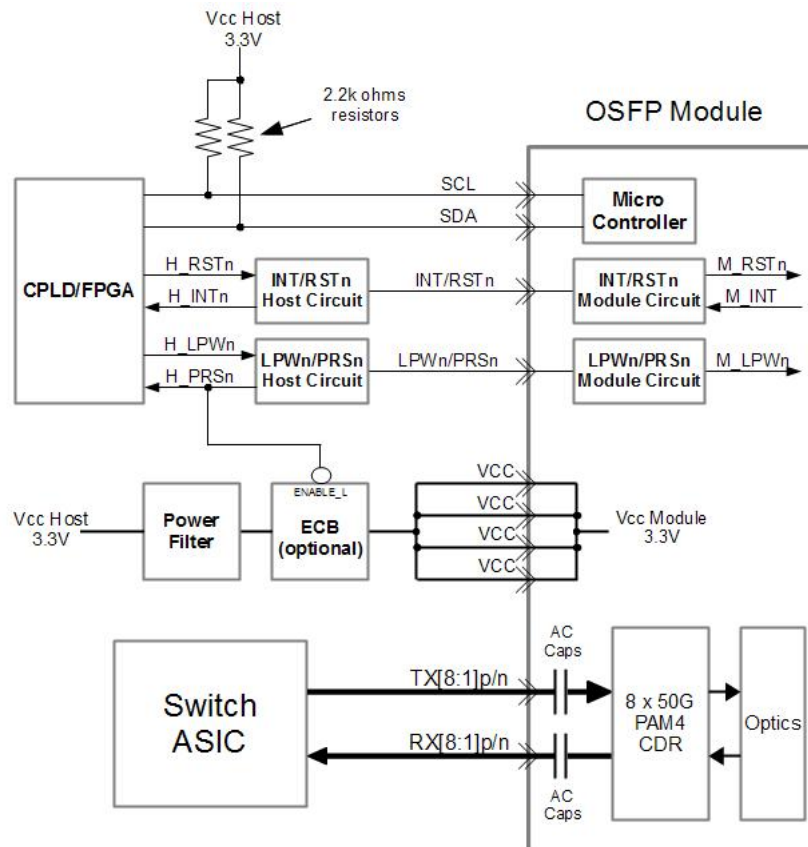 Vcc Host
3.3V
2.2k ohms
resistors
OSFP Module
SCL
SDA
Micro
Controller
CPLD/FPGA
H_RSTn
H_INTn
INT/RSTn
Host Circuit
INT/RSTn
INT/RSTn
Module Circuit
M_RSTn
M_INT
H_LPWn
H_PRSn
LPWn/PRSn
Host Circuit
LPWn/PRSn
LPWn/PRSn
Module Circuit
M_LPWn
Vcc Host
3.3V
Power
Filter
ENABLE_L
ECB
(optional)
VCC
VCC
VCC
VCC
Vcc Module
3.3V
Switch
ASIC
TX[8:1]p/n
RX[8:1]p/n
AC
Caps
AC
Caps
8 x 50G
PAM4
CDR
Optics